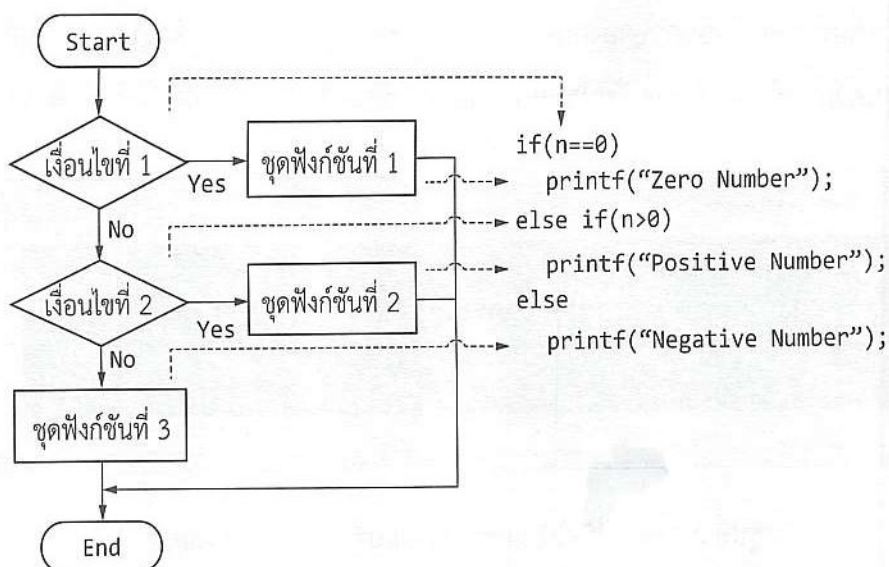 Start
เงื่อนไขที่ 1
Yes
ชุดฟังก์ชันที่ 1
No
เงื่อนไขที่ 2
Yes
ชุดฟังก์ชันที่ 2
No
ชุดฟังก์ชันที่ 3
End
if(n==0)
printf(“Zero Number”);
else if(n>0)
printf(“Positive Number”);
else
printf(“Negative Number”);